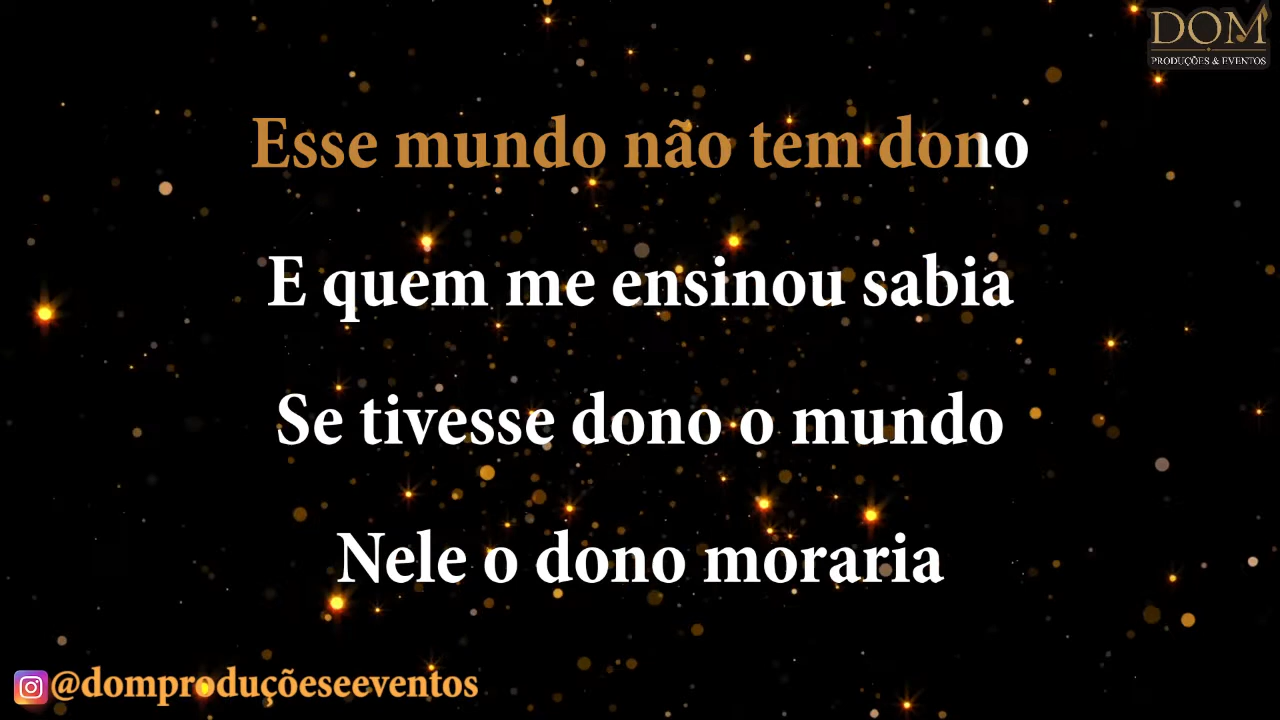 DOM
PRODUÇÕES & EVENTOS
Esse mundo não tem dono
E quem me ensinou sabia
Se tivesse dono o mundo
Nele o dono moraria
@domproduçõeseeventos